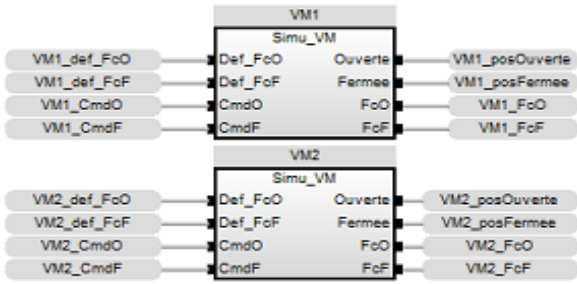 VM1
Simu_VM
VM1_def_FcO Def_FcO Ouverte VM1_posOuverte
VM1_def_FcF Def_FcF Fermee VM1_posFermee
VM1_CmdO CmdO FcO VM1_FcO
VM1_CmdF CmdF FcF VM1_FcF
VM2
Simu_VM
VM2_def_FcO Def_FcO Ouverte VM2_posOuverte
VM2_def_FcF Def_FcF Fermee VM2_posFermee
VM2_CmdO CmdO FcO VM2_FcO
VM2_CmdF CmdF FcF VM2_FcF